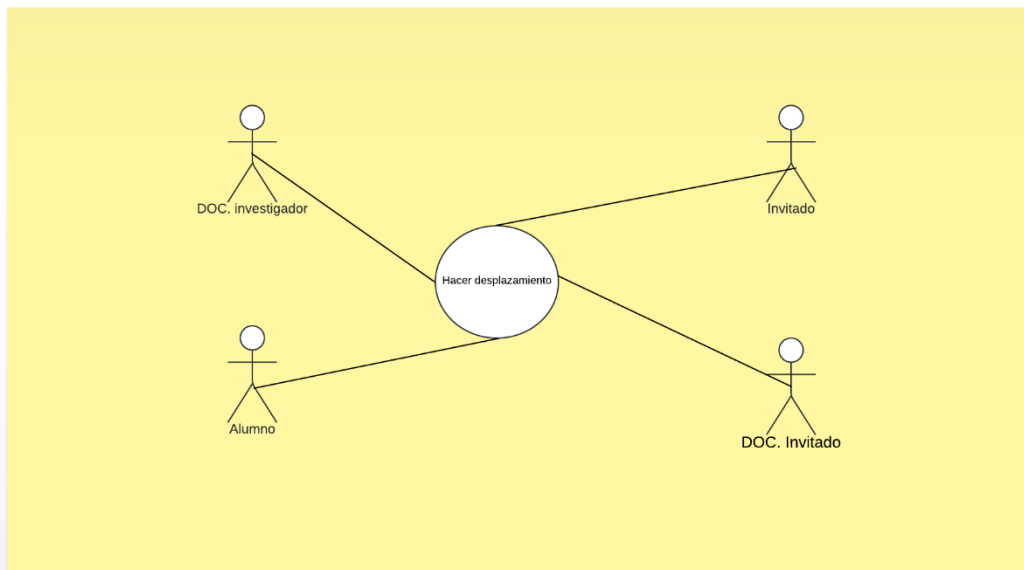 DOC. investigador
Invitado
Hacer desplazamiento
Alumno
DOC. Invitado